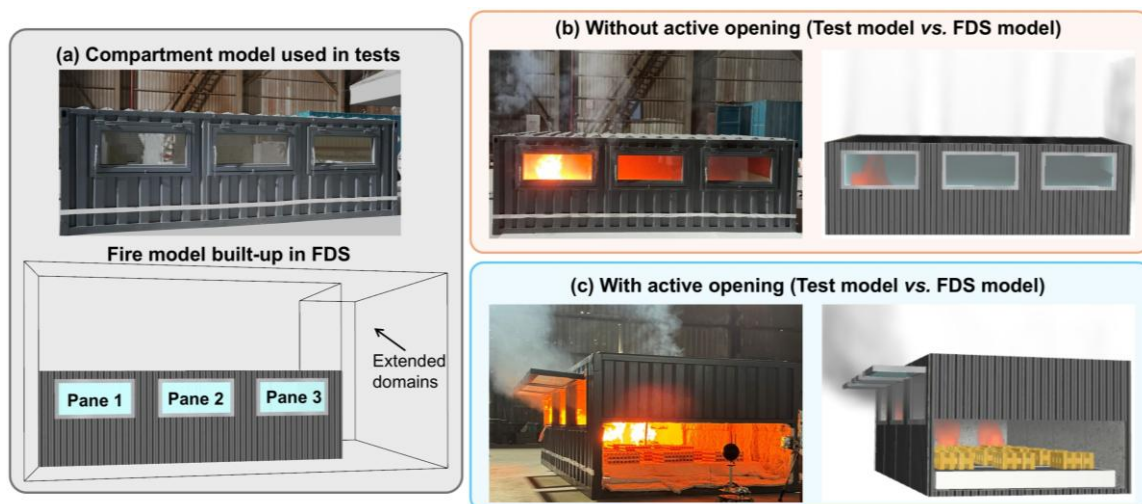 (a) Compartment model used in tests
Fire model built-up in FDS
Extended
domains
Pane 1
Pane 2
Pane 3
(b) Without active opening (Test model vs. FDS model)
(c) With active opening (Test model vs. FDS model)